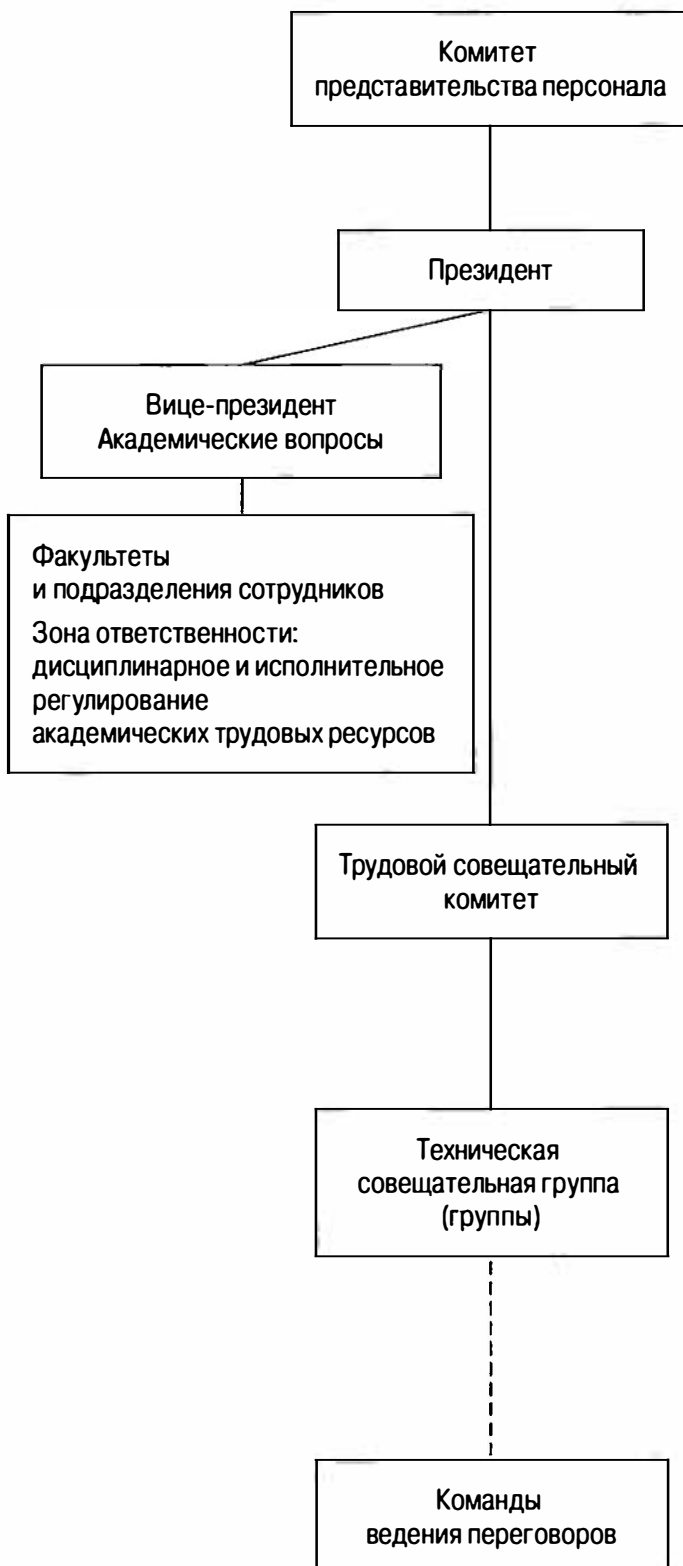 Комитет
представительства персонала
Президент
Вице-президент
Академические вопросы
Факультеты
и подразделения сотрудников
Зона ответственности:
дисциплинарное и исполнительное
регулирование
академических трудовых ресурсов
Трудовой совещательный
комитет
Техническая
совещательная группа
(группы)
Команды
ведения переговоров